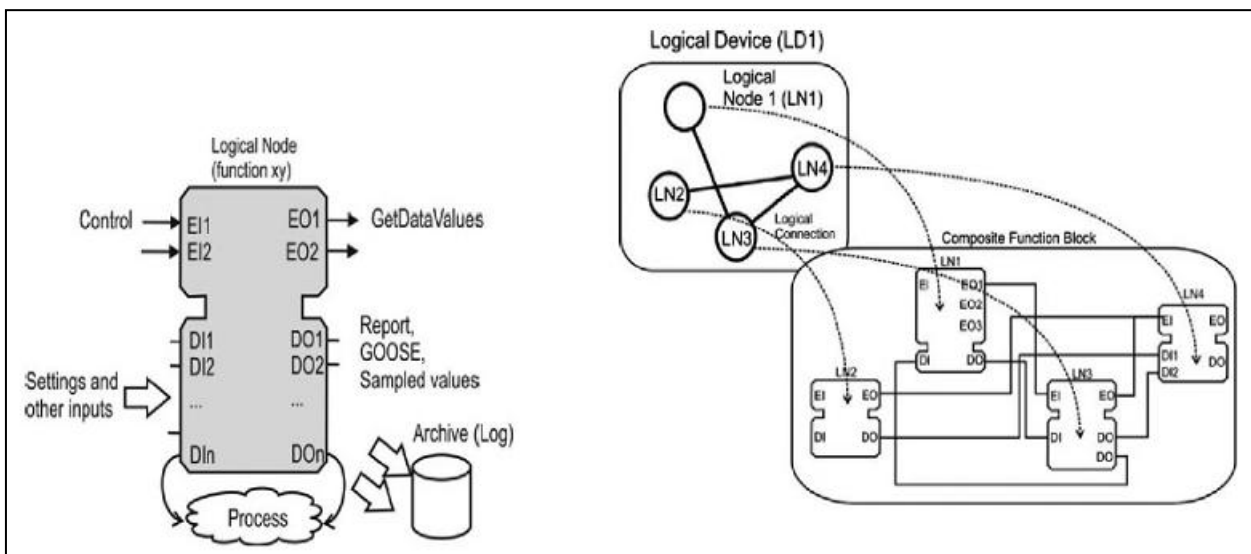 Logical Node
(function xy)
Control
EI1
EO1
GetDataValues
EI2
EO2
DI1
DO1
Report,
DI2
DO2
GOOSE,
Sampled values
Settings and
other inputs
...
...
Archive (Log)
DIn
DOn
Process
Logical Device (LD1)
Logical
Node 1 (LN1)
LN4
LN2
LN3
Logical
Connection
Composite Function Block
LN1
EI
EO1
EO2
EO3
DI
DO
LN4
EI
EO
DI1
DI2
DO
LN2
EI
EO
DI
DO
LN3
EI
EO
DI
DO
DO